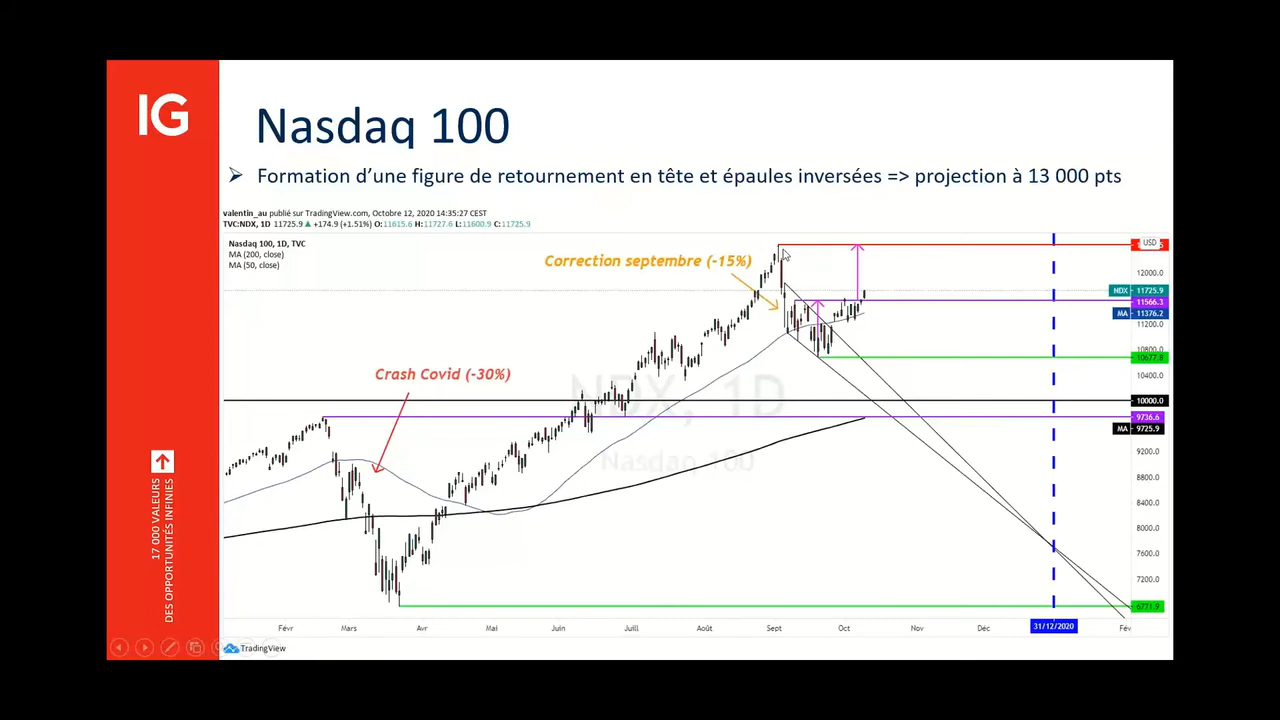 IG
Nasdaq 100
Formation d'une figure de retournement en tête et épaules inversées => projection à 13 000 pts
valentin_au publié sur TradingView.com, Octobre 12, 2020 14:35:27 CEST
TVC:NDX, 1D 11725.9 ▲ +174.9 (+1.51%) O:11615.6 H:11727.6 L:11600.9 C:11725.9
Nasdaq 100, 1D, TVC
MA (200, close)
MA (50, close)
Correction septembre (-15%)
Crash Covid (-30%)
NDX, 1D
Nasdaq 100
USD
12000.0
NDX 11725.9
11566.3
MA 11376.2
11200.0
10800.0
10677.8
10400.0
10000.0
9736.6
MA 9725.9
9200.0
8800.0
8400.0
8000.0
7600.0
7200.0
6771.9
Févr Mars Avr Mai Juin Juill Août Sept Oct Nov Déc 31/12/2020 Fév
TradingView
17 000 VALEURS
DES OPPORTUNITÉS INFINIES